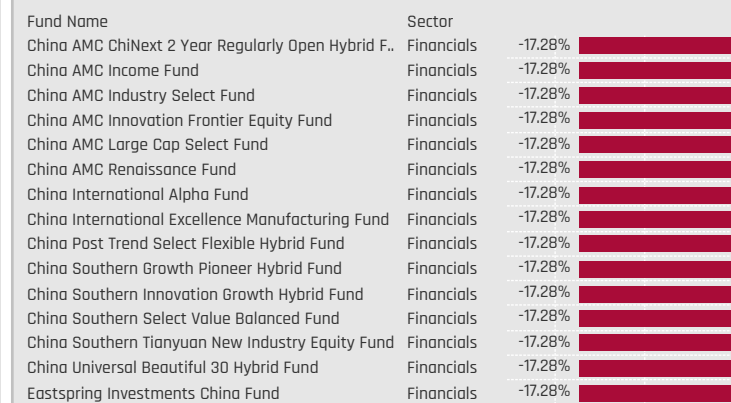 Fund Name Sector
China AMC ChiNext 2 Year Regularly Open Hybrid F.. Financials -17.28%
China AMC Income Fund Financials -17.28%
China AMC Industry Select Fund Financials -17.28%
China AMC Innovation Frontier Equity Fund Financials -17.28%
China AMC Large Cap Select Fund Financials -17.28%
China AMC Renaissance Fund Financials -17.28%
China International Alpha Fund Financials -17.28%
China International Excellence Manufacturing Fund Financials -17.28%
China Post Trend Select Flexible Hybrid Fund Financials -17.28%
China Southern Growth Pioneer Hybrid Fund Financials -17.28%
China Southern Innovation Growth Hybrid Fund Financials -17.28%
China Southern Select Value Balanced Fund Financials -17.28%
China Southern Tianyuan New Industry Equity Fund Financials -17.28%
China Universal Beautiful 30 Hybrid Fund Financials -17.28%
Eastspring Investments China Fund Financials -17.28%